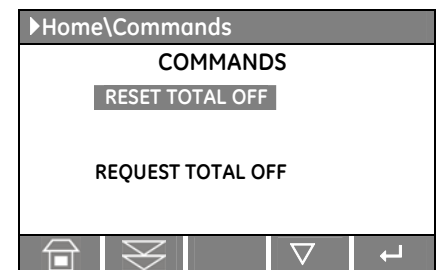 Home\Commands
COMMANDS
RESET TOTAL OFF
REQUEST TOTAL OFF